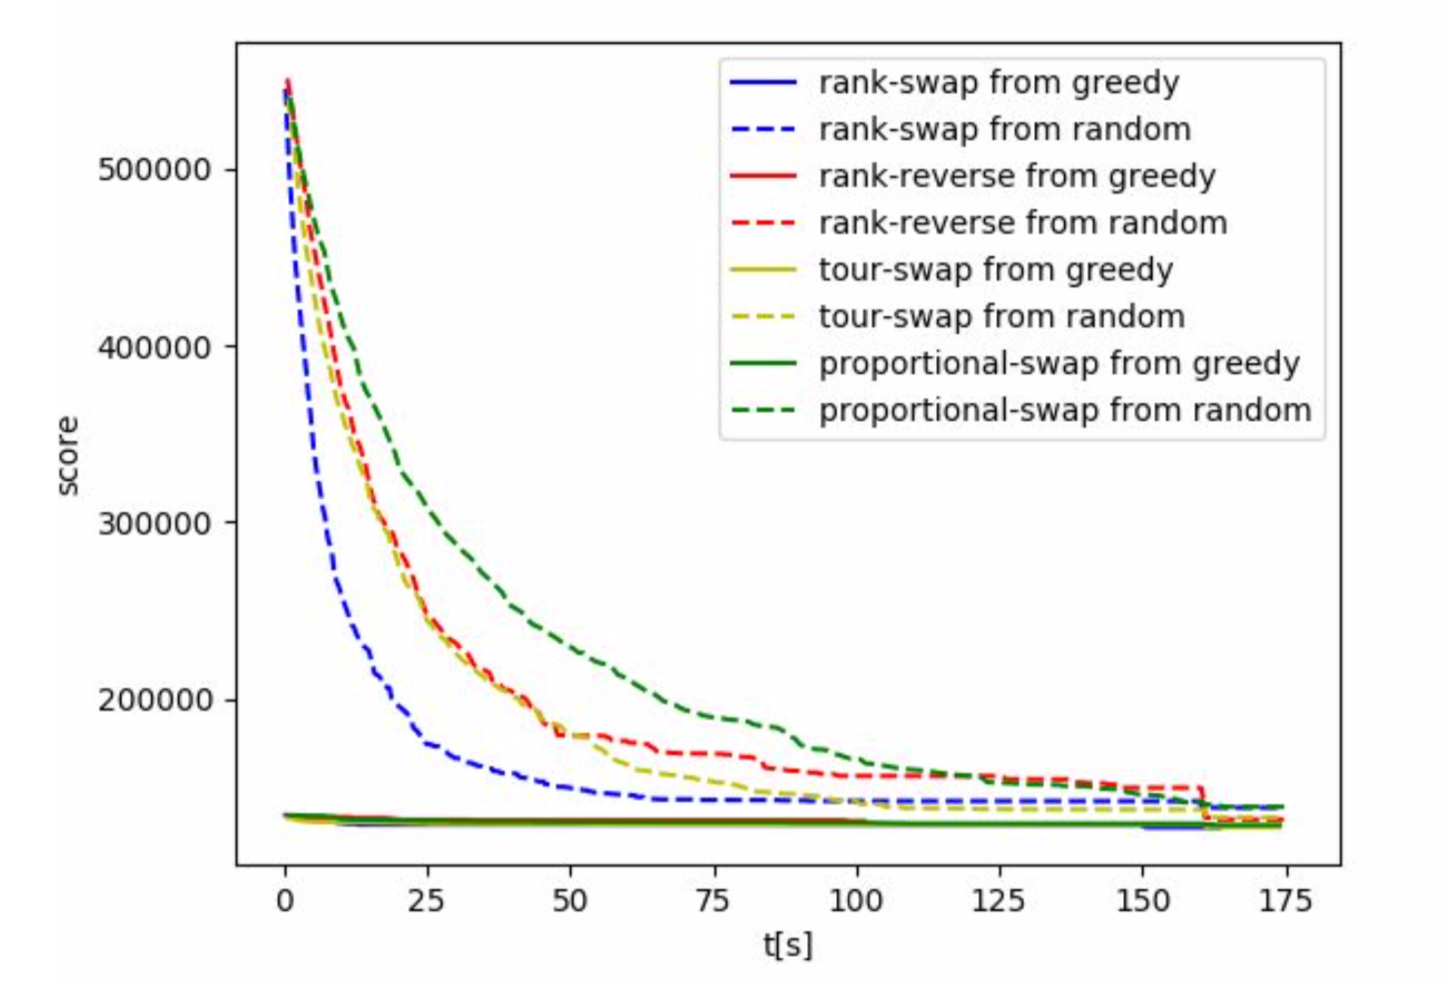 rank-swap from greedy
rank-swap from random
rank-reverse from greedy
rank-reverse from random
tour-swap from greedy
tour-swap from random
proportional-swap from greedy
proportional-swap from random
500000
400000
300000
200000
score
0 25 50 75 100 125 150 175
t[s]